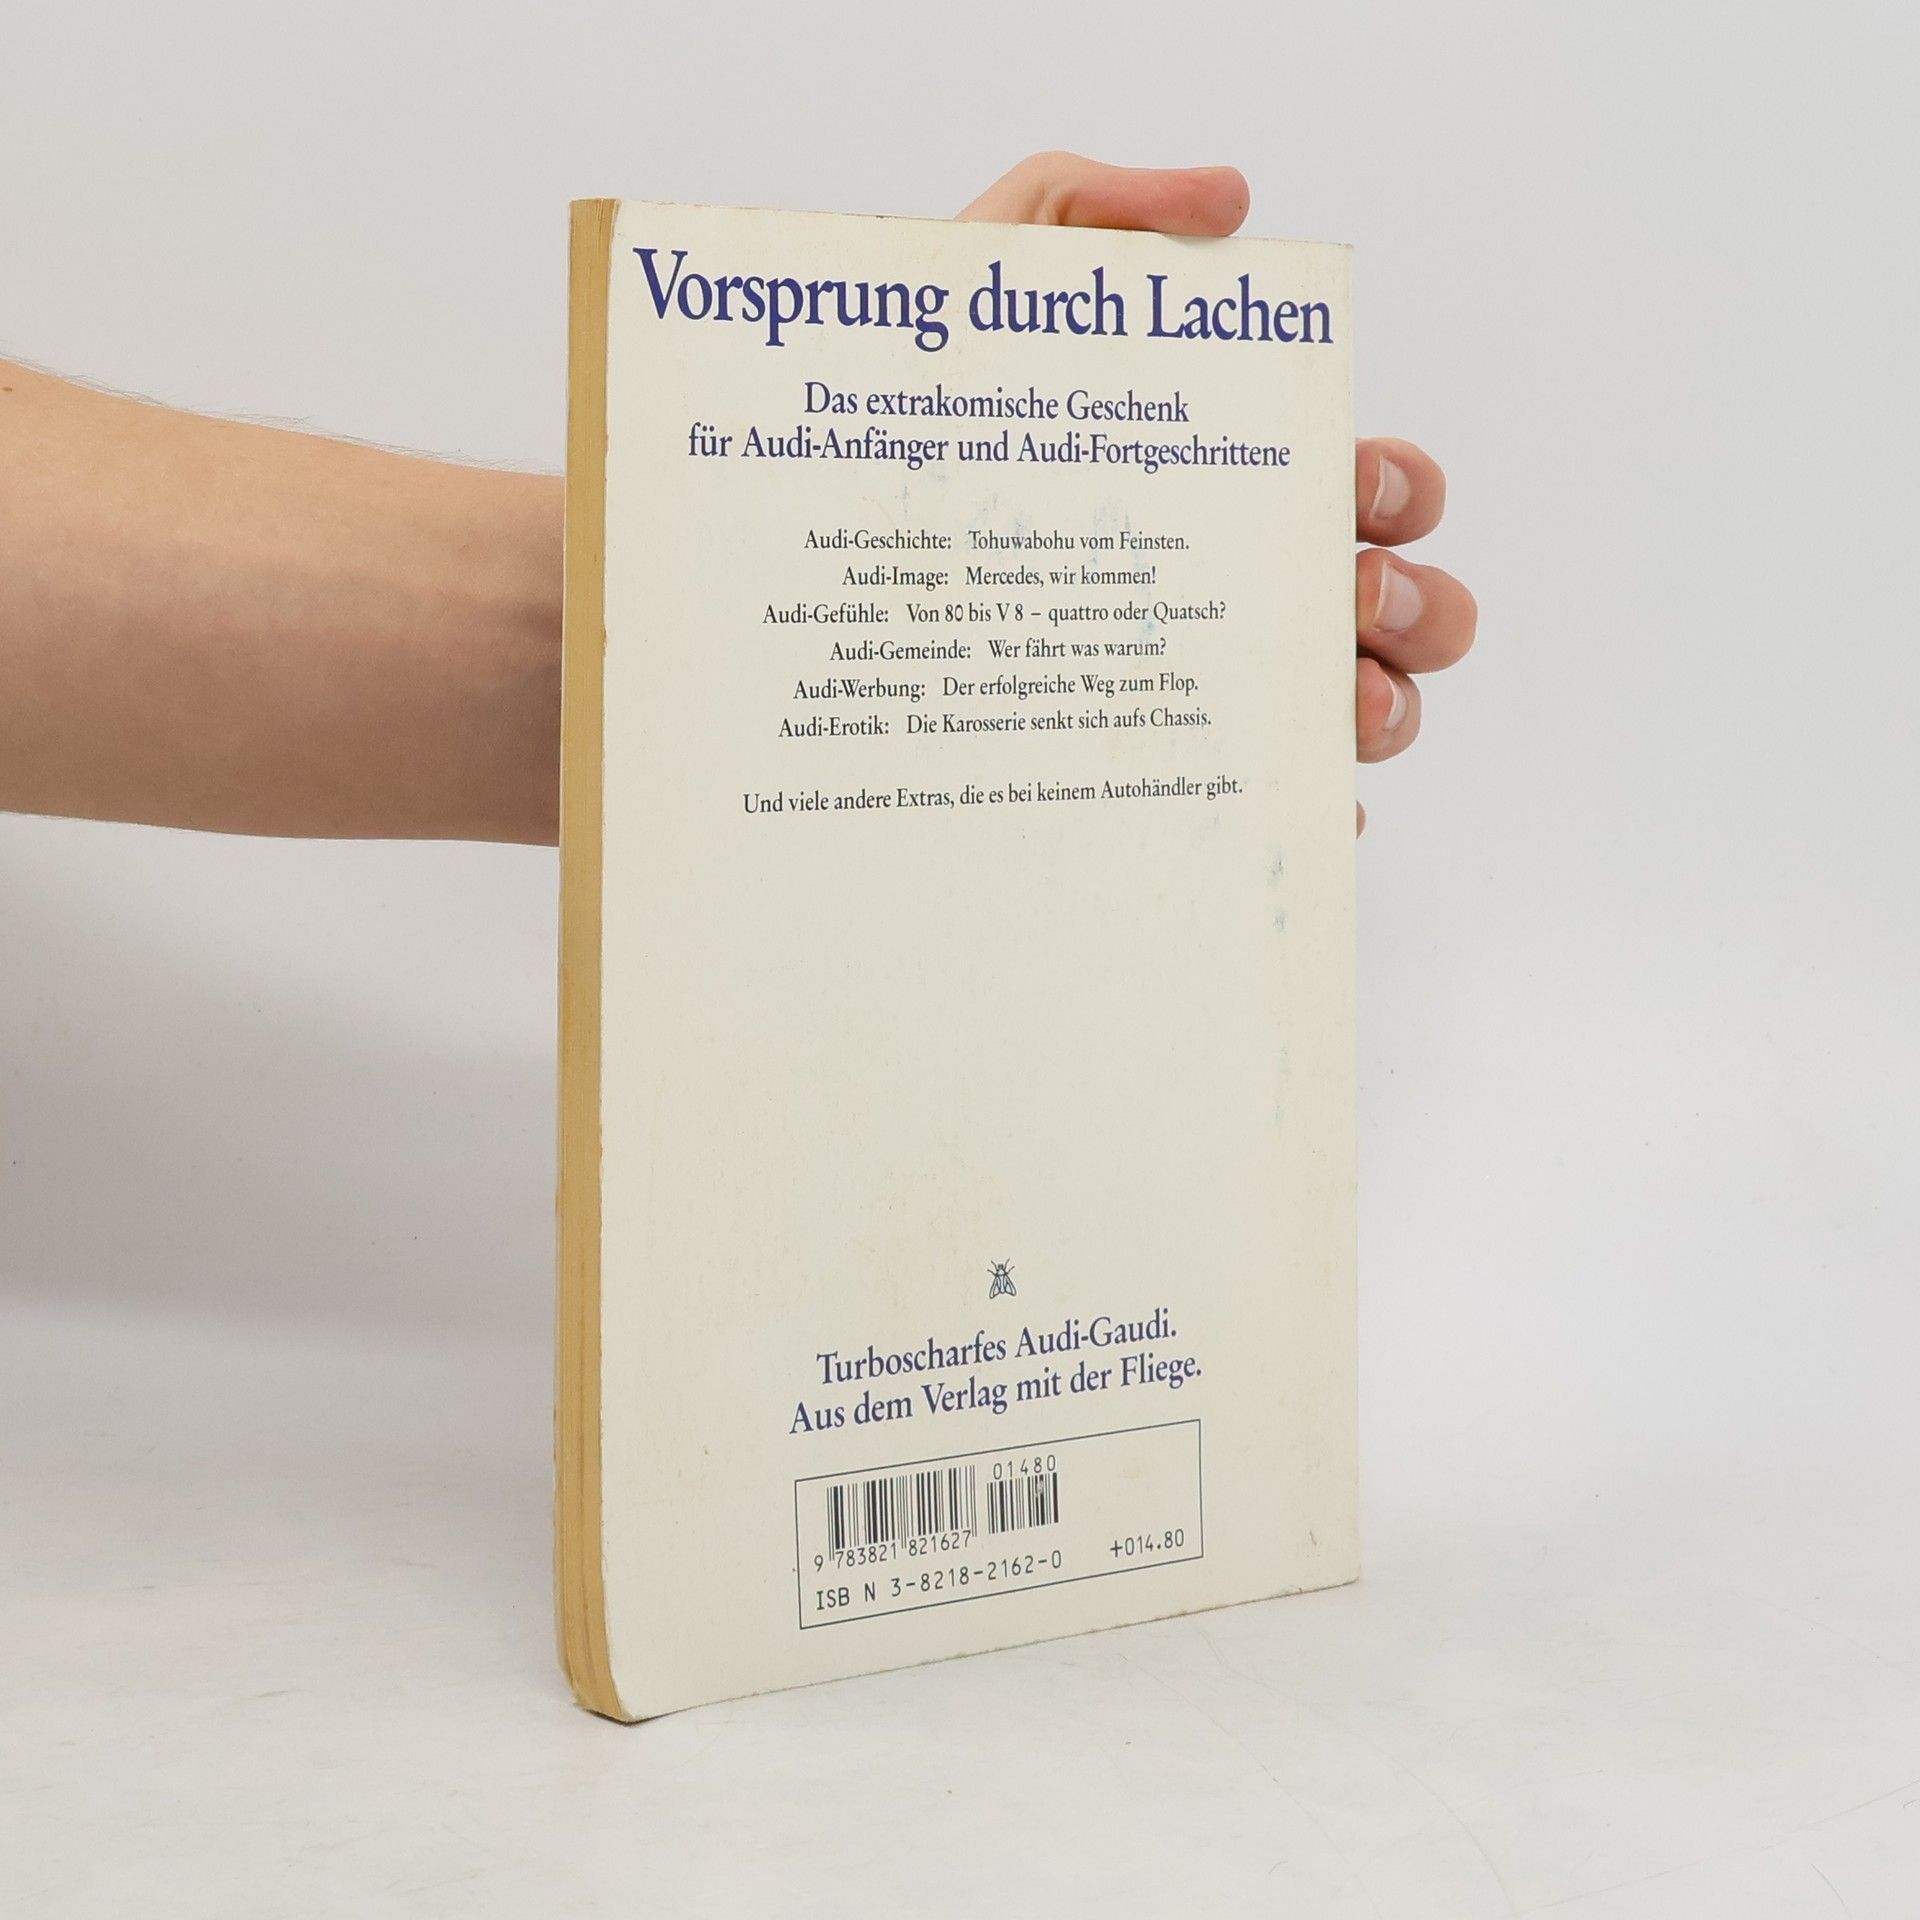 Vorsprung durch Lachen
Das extrakomische Geschenk
für Audi-Anfänger und Audi-Fortgeschrittene
Audi-Geschichte: Tohuwabohu vom Feinsten.
Audi-Image: Mercedes, wir kommen!
Audi-Gefühle: Von 80 bis V 8 – quattro oder Quatsch?
Audi-Gemeinde: Wer fährt was warum?
Audi-Werbung: Der erfolgreiche Weg zum Flop.
Audi-Erotik: Die Karosserie senkt sich aufs Chassis.
Und viele andere Extras, die es bei keinem Autohändler gibt.
Turboscharfes Audi-Gaudi.
Aus dem Verlag mit der Fliege.
01480
9 783821 821627
ISB N 3-8218-2162-0 +014.80